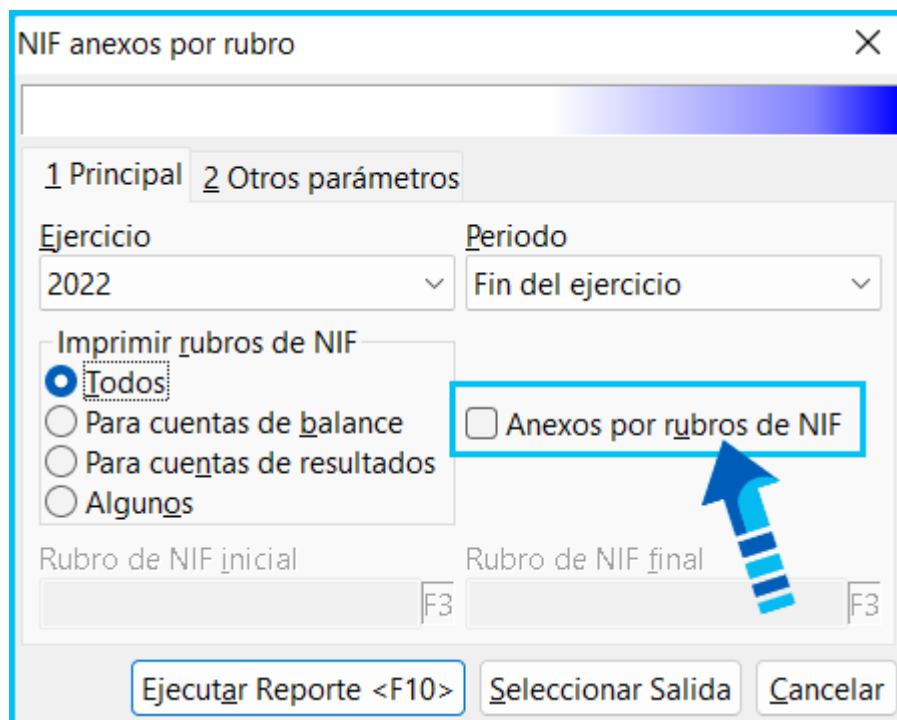 NIF anexos por rubro
1 Principal
2 Otros parámetros
Ejercicio
Periodo
2022
Fin del ejercicio
Imprimir rubros de NIF
Todos
Para cuentas de balance
Anexos por rubros de NIF
Para cuentas de resultados
Algunos
Rubro de NIF inicial
Rubro de NIF final
F3
F3
Ejecutar Reporte <F10>
Seleccionar Salida
Cancelar